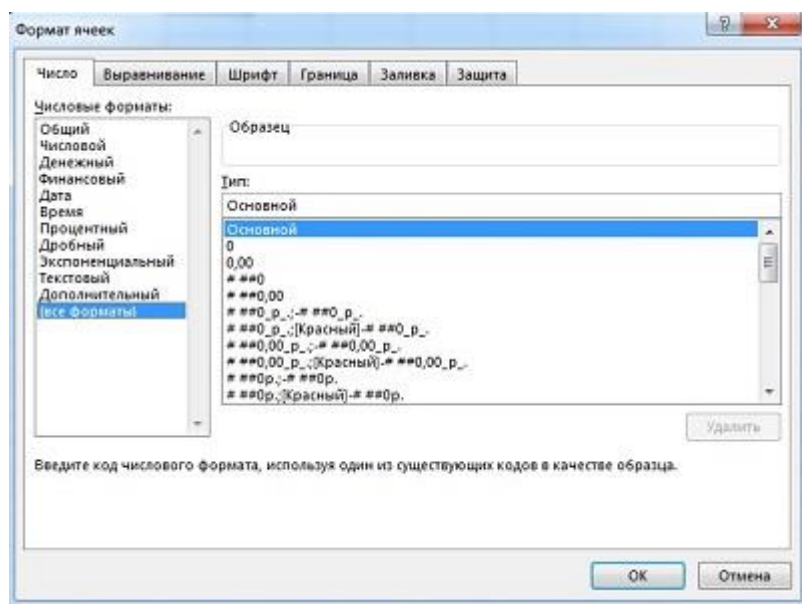 Формат ячеек
Число Выравнивание Шрифт Граница Заливка Защита
Числовые форматы:
Общий
Числовой
Денежный
Финансовый
Дата
Время
Процентный
Дробный
Экспоненциальный
Текстовый
Дополнительный
(все форматы)
Образец
Тип:
Основной
Основной
0
0,00
# ##0
# ##0,00
# ##0_р_.;-# ##0_р_.
# ##0_р_.;[Красный]-# ##0_р_.
# ##0,00_р_.;-# ##0,00_р_.
# ##0,00_р_.;[Красный]-# ##0,00_р_.
# ##0р.;-# ##0р.
# ##0р.;[Красный]-# ##0р.
Удалить
Введите код числового формата, используя один из существующих кодов в качестве образца.
ОК Отмена